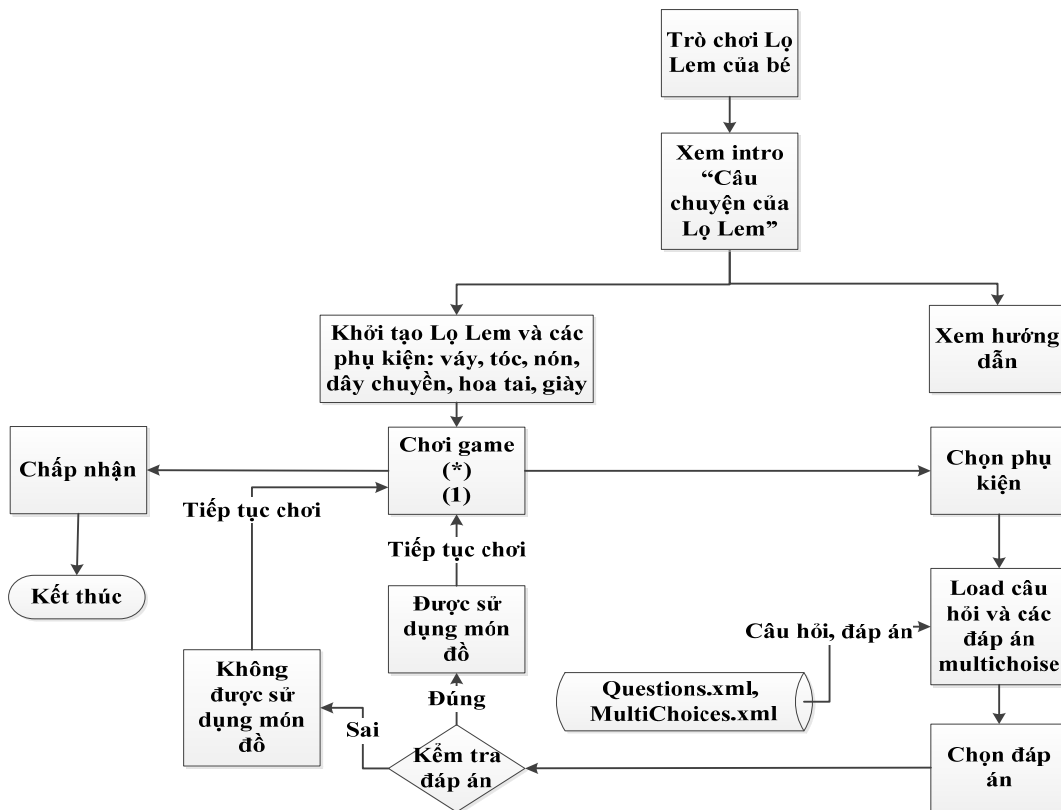 Trò chơi Lọ
Lem của bé
Xem intro
“Câu
chuyện của
Lọ Lem”
Khởi tạo Lọ Lem và các
phụ kiện: váy, tóc, nón,
dây chuyền, hoa tai, giày
Xem hướng
dẫn
Chấp nhận
Chơi game
(*)
(1)
Chọn phụ
kiện
Tiếp tục chơi
Tiếp tục chơi
Kết thúc
Được sử
dụng món
đồ
Load câu
hỏi và các
đáp án
multichoise
Câu hỏi, đáp án
Không
được sử
dụng món
đồ
Questions.xml,
MultiChoices.xml
Đúng
Sai
Kểm tra
đáp án
Chọn đáp
án